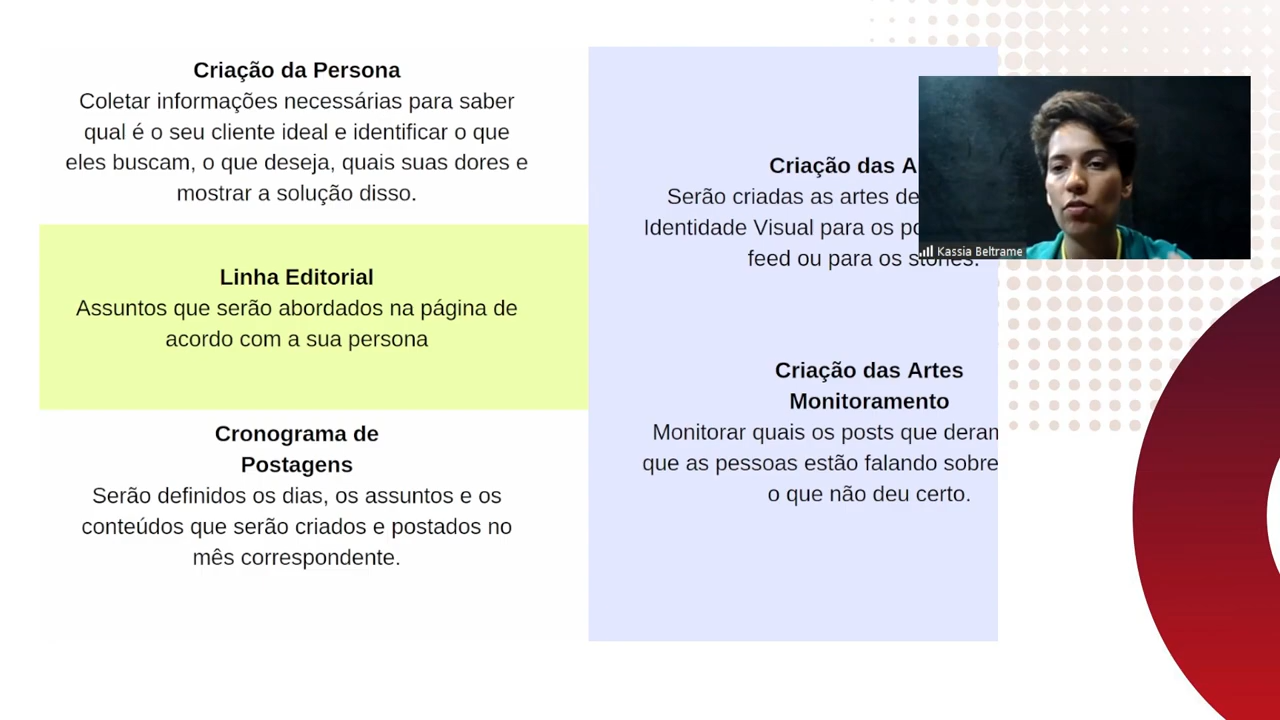 Criação da Persona
Coletar informações necessárias para saber
qual é o seu cliente ideal e identificar o que
eles buscam, o que deseja, quais suas dores e
mostrar a solução disso.
Linha Editorial
Assuntos que serão abordados na página de
acordo com a sua persona
Cronograma de
Postagens
Serão definidos os dias, os assuntos e os
conteúdos que serão criados e postados no
mês correspondente.
Criação das
Serão criadas as artes
Identidade Visual para os
feed ou para os stories.
Criação das Artes
Monitoramento
Monitorar quais os posts que
que as pessoas estão falando sobre
o que não deu certo.
Kassia Beltrame